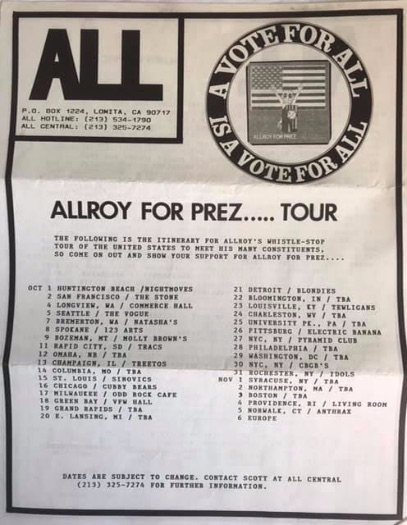 ALL
P.O. BOX 1224, LOMITA, CA 90717
ALL HOTLINE: (213) 534-1790
ALL CENTRAL: (213) 325-7274
A VOTE FOR ALL
IS A VOTE FOR ALL
ALLROY FOR PREZ
ALLROY FOR PREZ..... TOUR
THE FOLLOWING IS THE ITINERARY FOR ALLROY'S WHISTLE-STOP
TOUR OF THE UNITED STATES TO MEET HIS MANY CONSTITUENTS,
SO COME ON OUT AND SHOW YOUR SUPPORT FOR ALLROY FOR PREZ....
OCT 1 HUNTINGTON BEACH /NIGHTMOVES
2 SAN FRANCISCO / THE STONE
4 LONGVIEW, WA / COMMERCE HALL
5 SEATTLE / THE VOGUE
7 BREMERTON, WA / NATASHA'S
8 SPOKANE / 123 ARTS
9 BOZEMAN, MT / MOLLY BROWN'S
11 RAPID CITY, SD / TRACS
12 OMAHA, NB / TBA
13 CHAMPAIGN, IL / TREETOS
14 COLUMBIA, MO / TBA
15 ST. LOUIS / BERNOVICS
16 CHICAGO / CUBBY BEARS
17 MILWAUKEE / ODD ROCK CAFE
18 GREEN BAY / VFW HALL
19 GRAND RAPIDS / TBA
20 E. LANSING, MI / TBA
21 DETROIT / BLONDIES
22 BLOOMINGTON, IN / TBA
23 LOUISVILLE, KY / TEWLIGANS
24 CHARLESTON, WV / TBA
25 UNIVERSITY PK., PA / TBA
26 PITTSBURG / ELECTRIC BANANA
27 NYC, NY / PYRAMID CLUB
28 PHILADELPHIA / TBA
29 WASHINGTON, DC / TBA
30 NYC, NY / CBGB'S
31 ROCHESTER, NY / IDOLS
NOV 1 SYRACUSE, NY / TBA
2 NORTHAMPTON, MA / TBA
3 BOSTON / TBA
4 PROVIDENCE, RI / LIVING ROOM
5 NORWALK, CT / ANTHRAX
6 EUROPE
DATES ARE SUBJECT TO CHANGE. CONTACT SCOTT AT ALL CENTRAL
(213) 325-7274 FOR FURTHER INFORMATION.